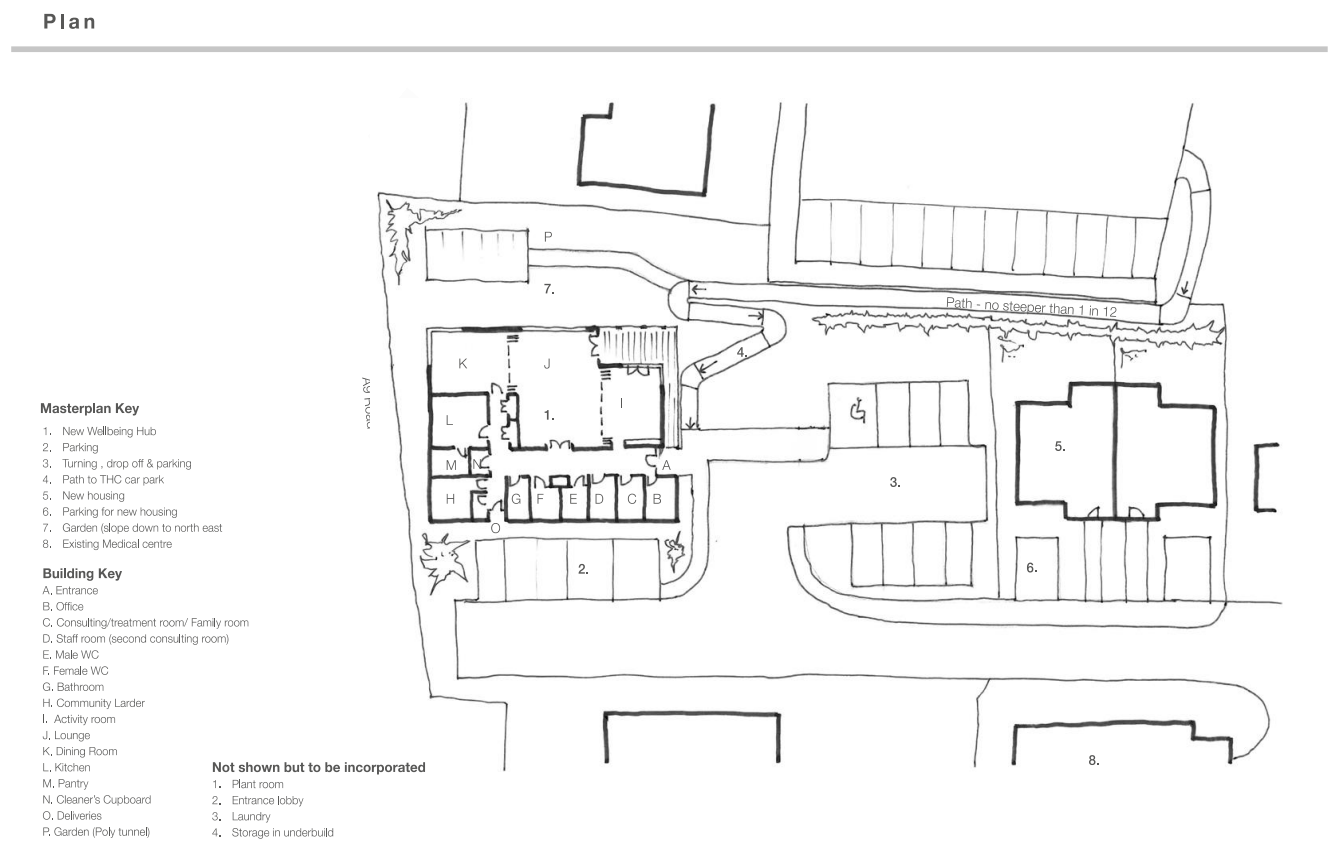 Plan
P
7.
Path - no steeper than 1 in 12
4.
K
J
I
1.
L
M
N
A
H
G
F
E
D
C
B
O
2.
3.
5.
6.
8.
Masterplan Key
1. New Wellbeing Hub
2. Parking
3. Turning , drop off & parking
4. Path to THC car park
5. New housing
6. Parking for new housing
7. Garden (slope down to north east
8. Existing Medical centre
Building Key
A. Entrance
B. Office
C. Consulting/treatment room/ Family room
D. Staff room (second consulting room)
E. Male WC
F. Female WC
G. Bathroom
H. Community Larder
I. Activity room
J. Lounge
K. Dining Room
L. Kitchen
M. Pantry
N. Cleaner's Cupboard
O. Deliveries
P. Garden (Poly tunnel)
Not shown but to be incorporated
1. Plant room
2. Entrance lobby
3. Laundry
4. Storage in underbuild